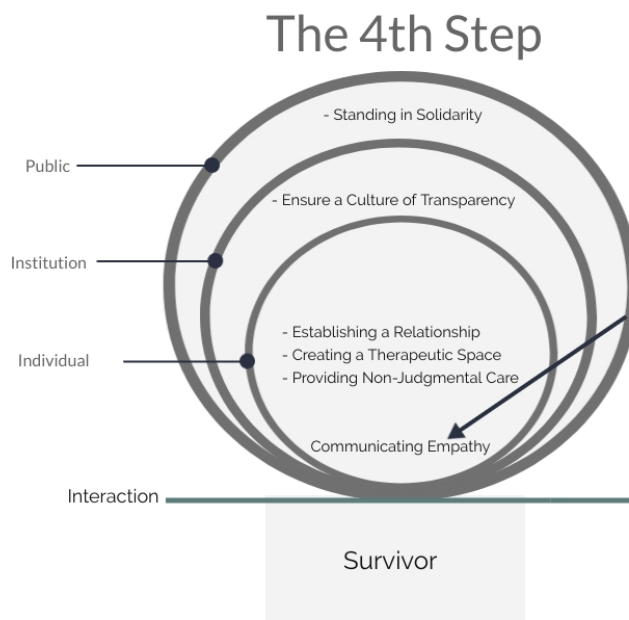 The 4th Step
- Standing in Solidarity
Public
- Ensure a Culture of Transparency
Institution
- Establishing a Relationship
- Creating a Therapeutic Space
Individual
- Providing Non-Judgmental Care
Communicating Empathy
Interaction
Survivor